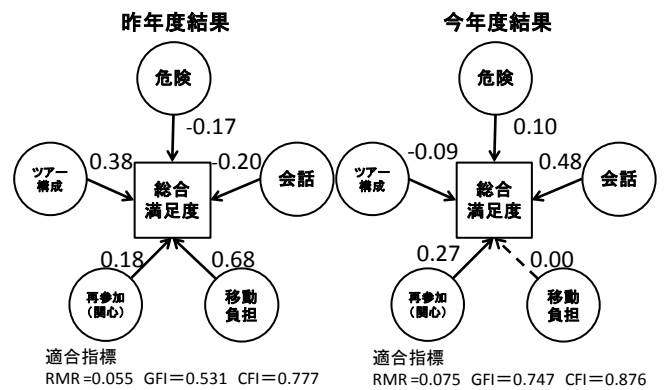 昨年度結果
危険
-0.17
ツアー
構成
0.38
-0.20
会話
総合
満足度
0.18
0.68
再参加
(関心)
移動
負担
適合指標
RMR=0.055 GFI=0.531 CFI=0.777
今年度結果
危険
0.10
ツアー
構成
-0.09
0.48
会話
総合
満足度
0.27
0.00
再参加
(関心)
移動
負担
適合指標
RMR=0.075 GFI=0.747 CFI=0.876